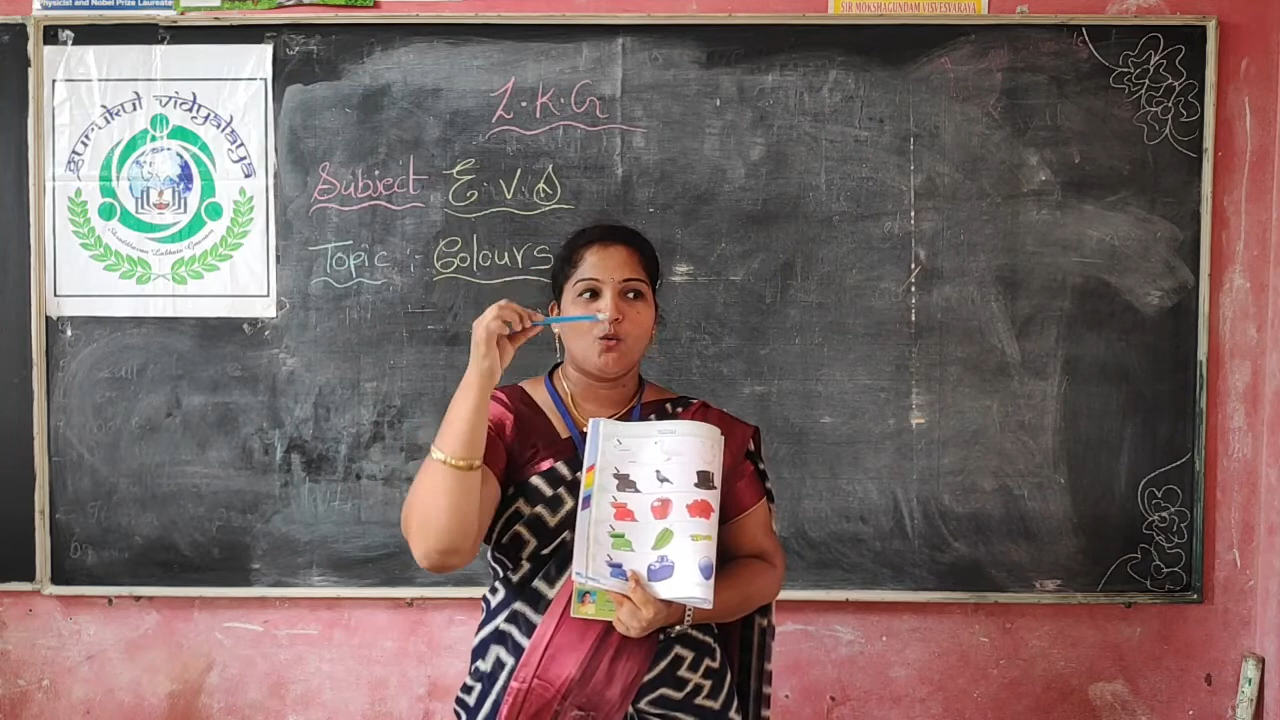 Physicist and Nobel Prize Laureate
SIR MOKSHAGUNDAM VISVESVARAYA
gurukul vidyalaya
L.K.G
Subject E.V.S
Topic : Colours